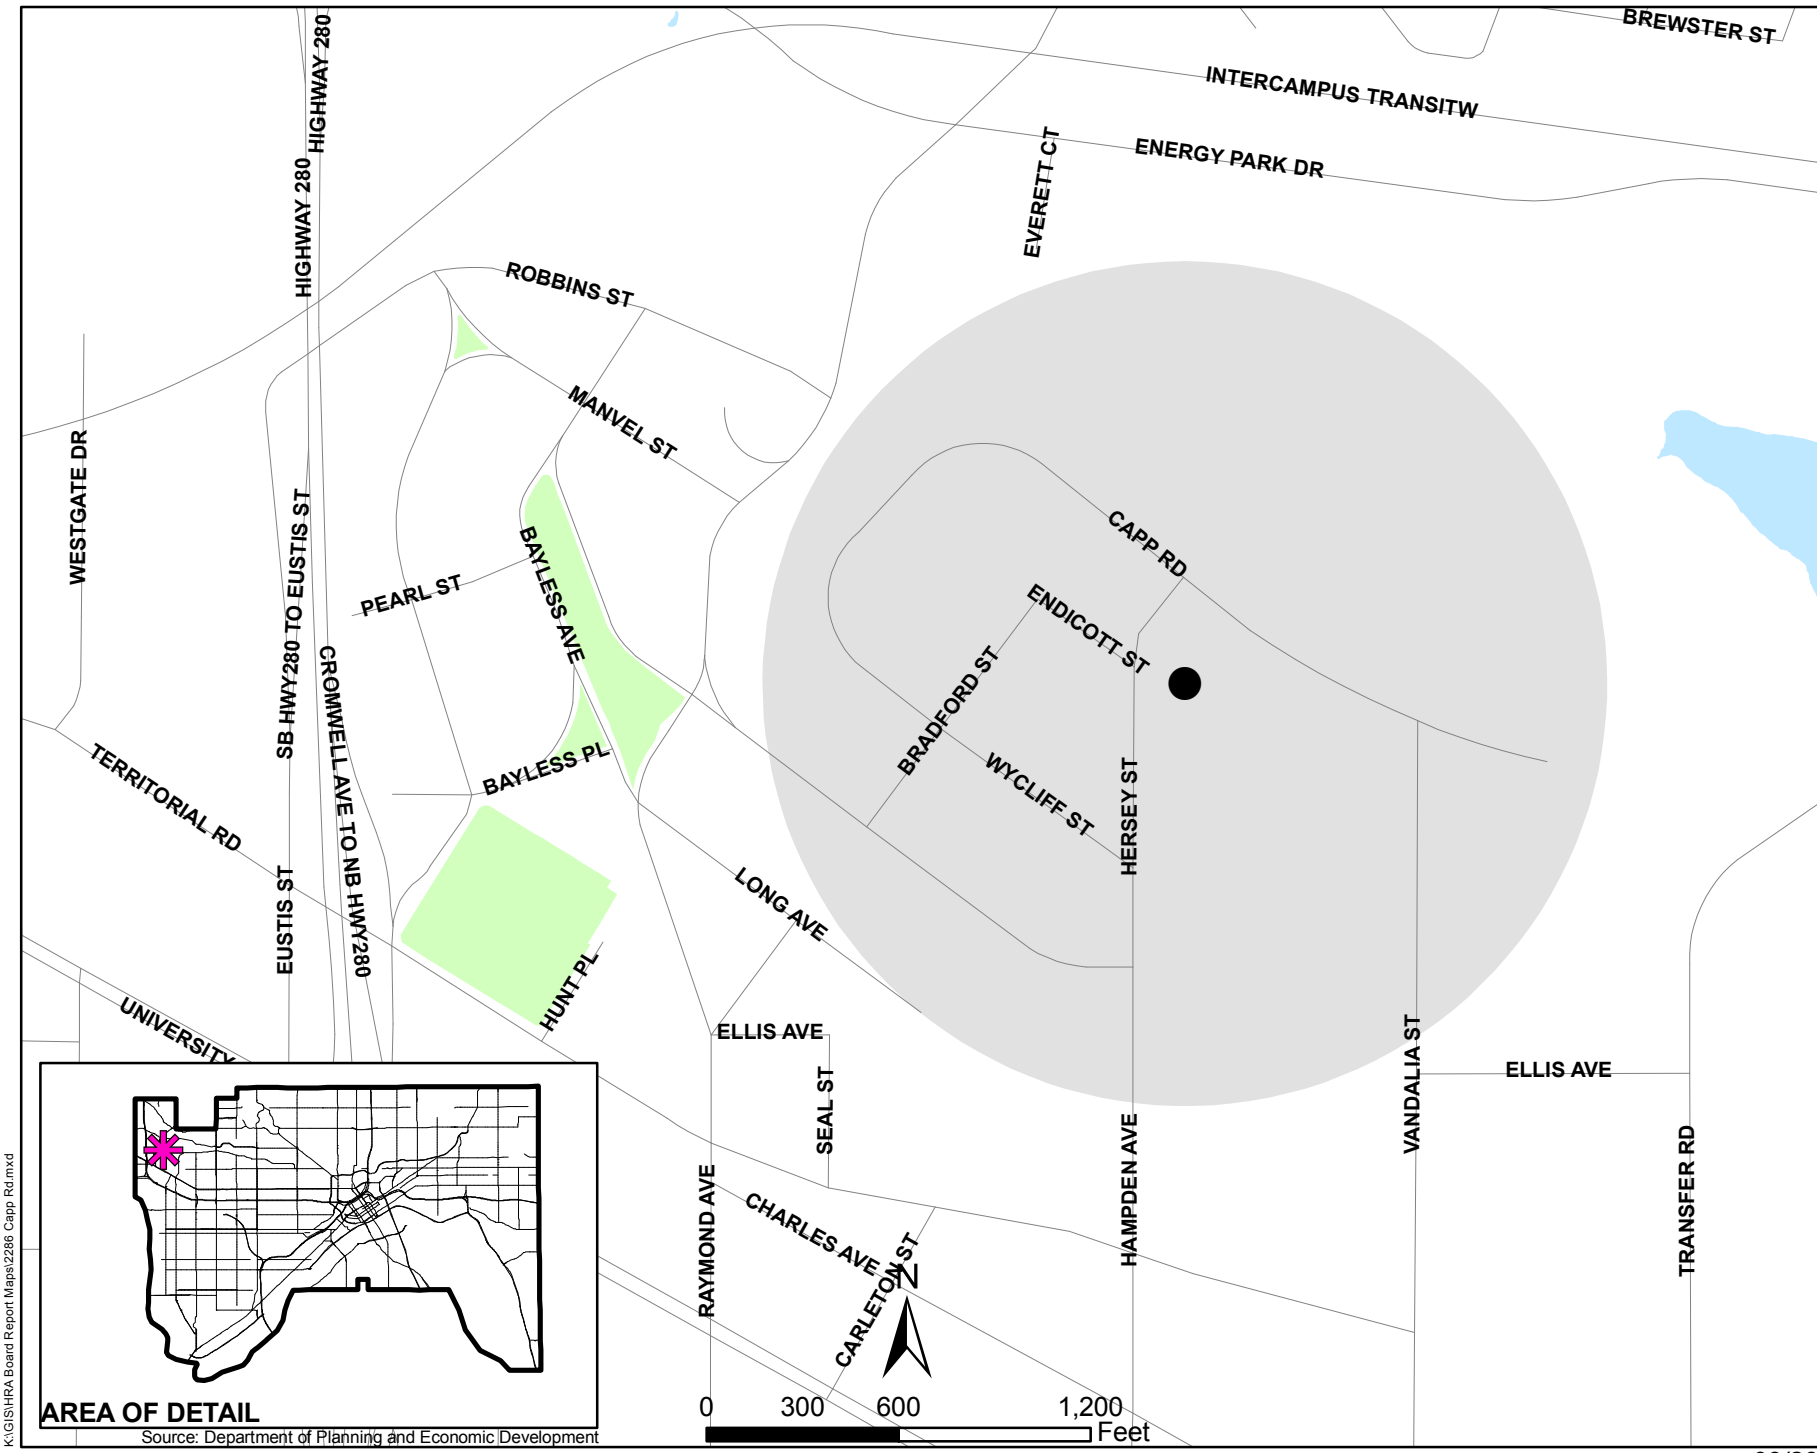 BREWSTER ST
HIGHWAY 280
INTERCAMPUS TRANSITW
ENERGY PARK DR
EVERETT CT
HIGHWAY 280
ROBBINS ST
MANVEL ST
WESTGATE DR
SB HWY280 TO EUSTIS ST
CAPP RD
BAYLESS AVE
PEARL ST
ENDICOTT ST
BRADFORD ST
CROMWELL AVE TO NB HWY280
BAYLESS PL
TERRITORIAL RD
WYCLIFF ST
HERSEY ST
EUSTIS ST
LONG AVE
HUNT PL
UNIVERSITY
ELLIS AVE
VANDALIA ST
ELLIS AVE
SEAL ST
HAMPDEN AVE
TRANSFER RD
RAYMOND AVE
CHARLES AVE
CARLETON ST
N
K:\GIS\HRA Board Report Maps\2286 Capp Rd.mxd
0 300 600 1,200
Feet
AREA OF DETAIL
Source: Department of Planning and Economic Development